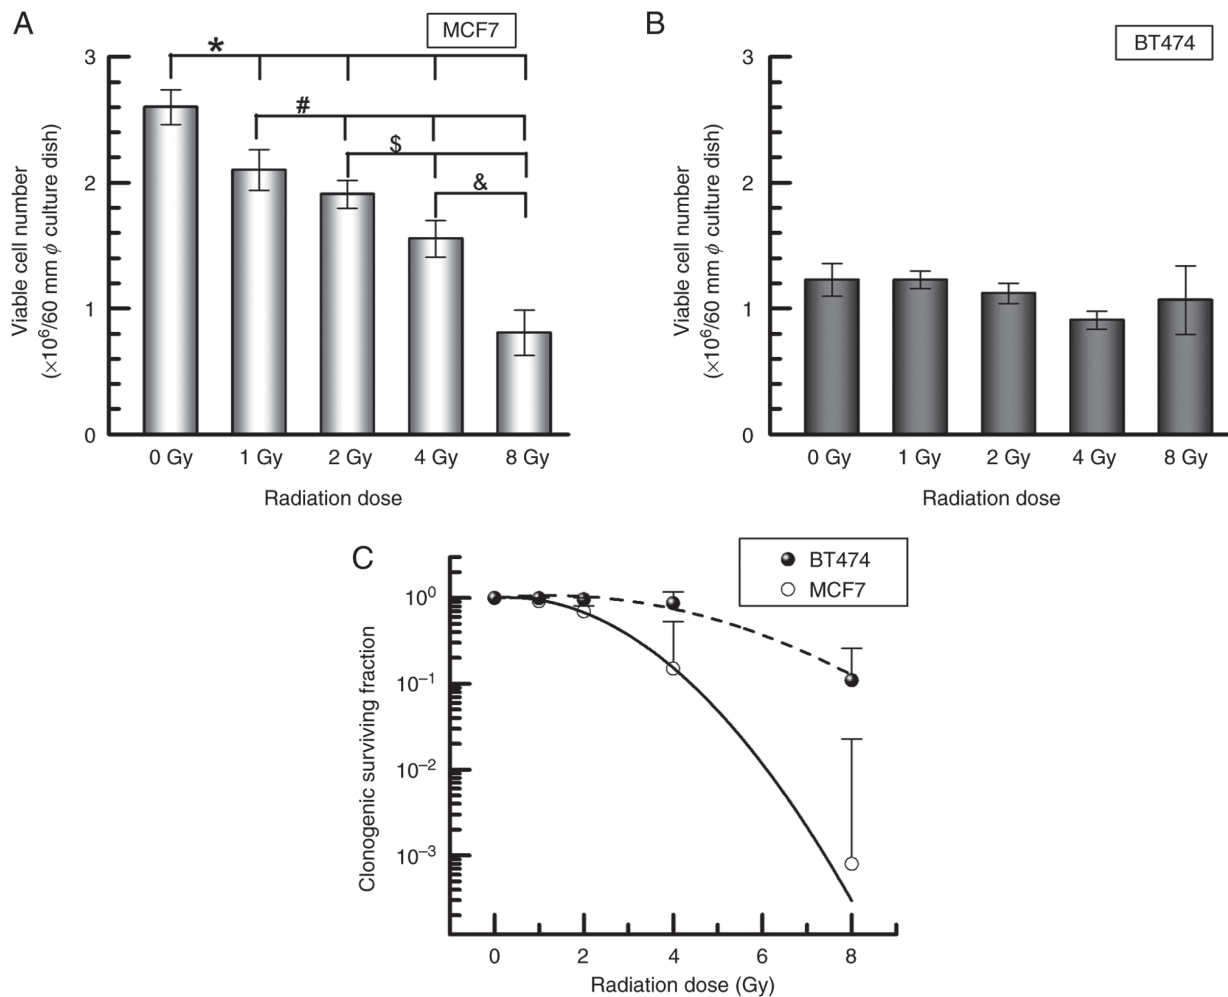 A
MCF7
Viable cell number
(×10⁶/60 mm ϕ culture dish)
3
2
1
0
*
#
$
&
0 Gy 1 Gy 2 Gy 4 Gy 8 Gy
Radiation dose
B
BT474
Viable cell number
(×10⁶/60 mm ϕ culture dish)
3
2
1
0
0 Gy 1 Gy 2 Gy 4 Gy 8 Gy
Radiation dose
C
BT474
MCF7
Clonogenic surviving fraction
10⁰
10⁻¹
10⁻²
10⁻³
0 2 4 6 8
Radiation dose (Gy)